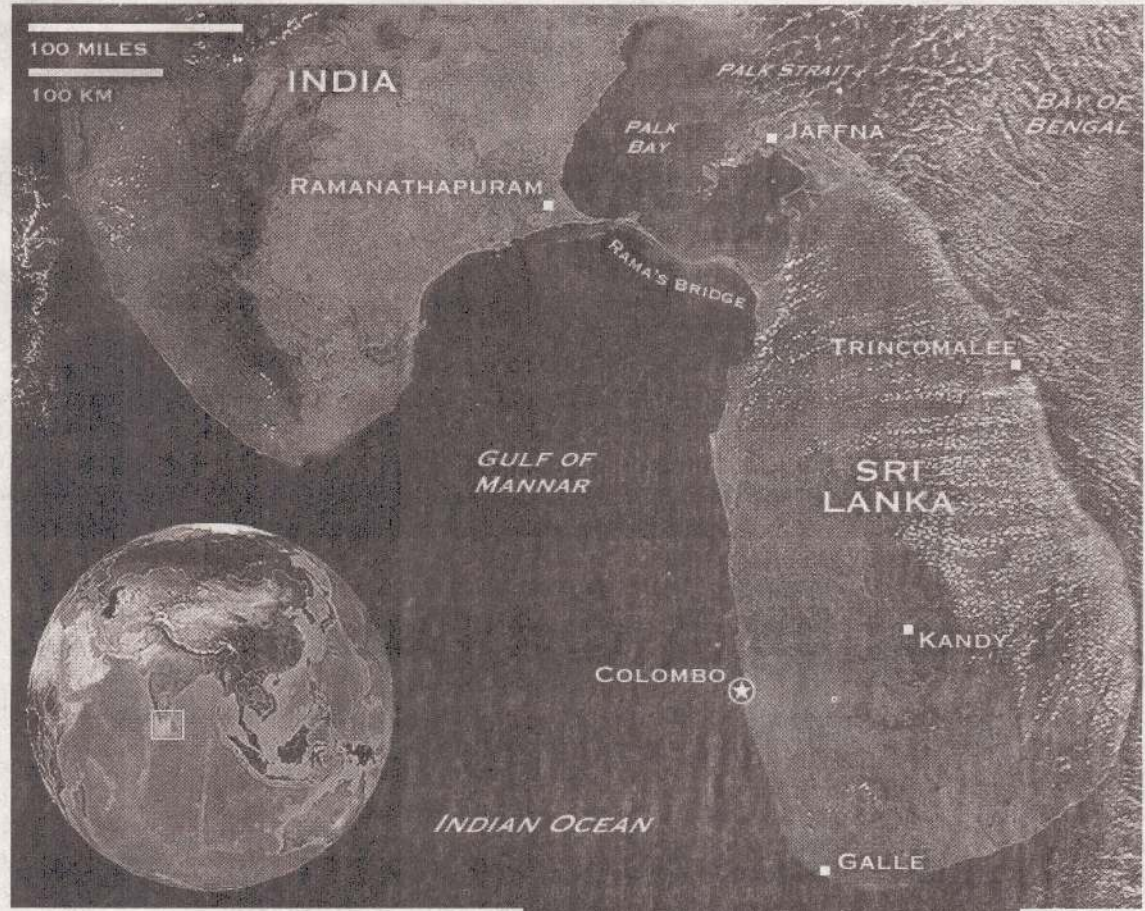 100 MILES
100 KM
INDIA
PALK STRAIT
BAY OF
BENGAL
PALK
BAY
JAFFNA
RAMANATHAPURAM
RAMA'S BRIDGE
TRINCOMALEE
GULF OF
MANNAR
SRI
LANKA
KANDY
COLOMBO
INDIAN OCEAN
GALLE